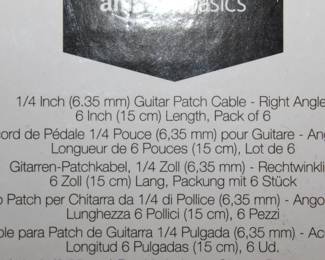 basics
1/4 Inch (6.35 mm) Guitar Patch Cable - Right Angle
6 Inch (15 cm) Length, Pack of 6
ord de Pédale 1/4 Pouce (6,35 mm) pour Guitare - Ang
Longueur de 6 Pouces (15 cm), Lot de 6
Gitarren-Patchkabel, 1/4 Zoll (6,35 mm) - Rechtwinkli
6 Zoll (15 cm) Lang, Packung mit 6 Stück
o Patch per Chitarra da 1/4 di Pollice (6,35 mm) - Ango
Lunghezza 6 Pollici (15 cm), 6 Pezzi
ble para Patch de Guitarra 1/4 Pulgada (6,35 mm) - Ac
Longitud 6 Pulgadas (15 cm), 6 Ud.